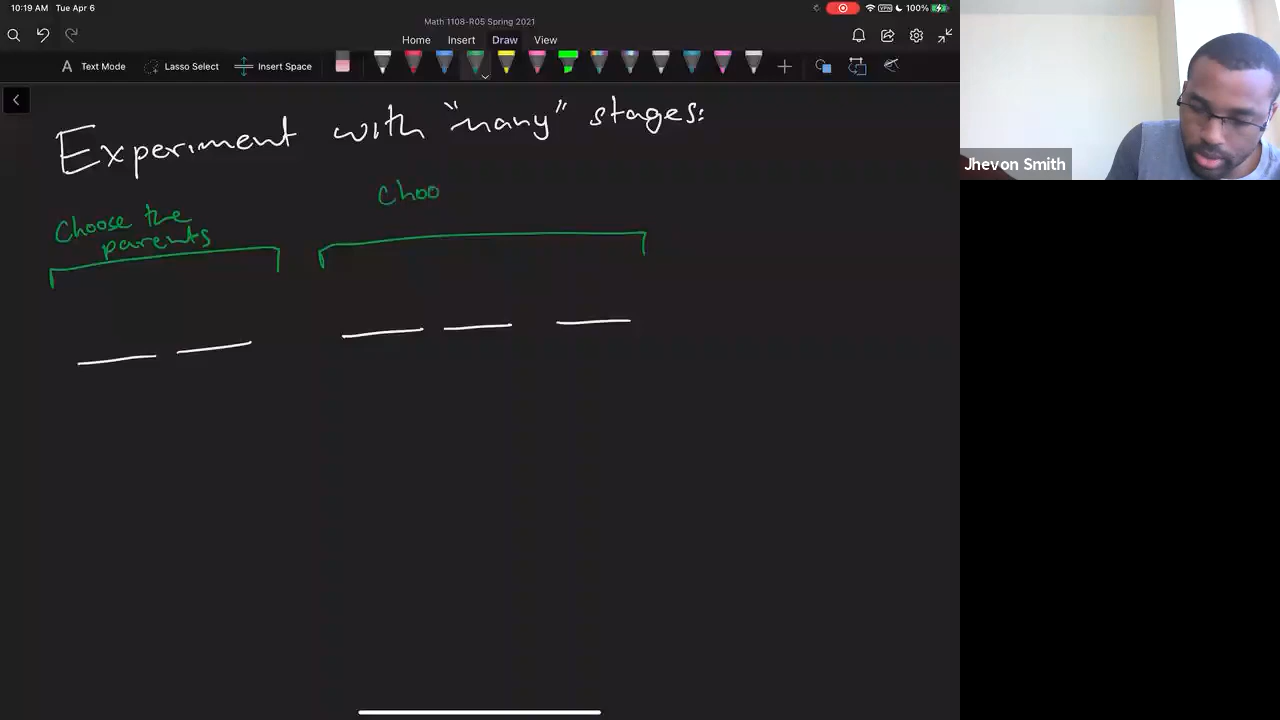 10:19 AM Tue Apr 6
100%
Math 1108-R05 Spring 2021
Home Insert Draw View
Text Mode Lasso Select Insert Space
Experiment with "many" stages:
Choose the
parents
Choo
Jhevon Smith